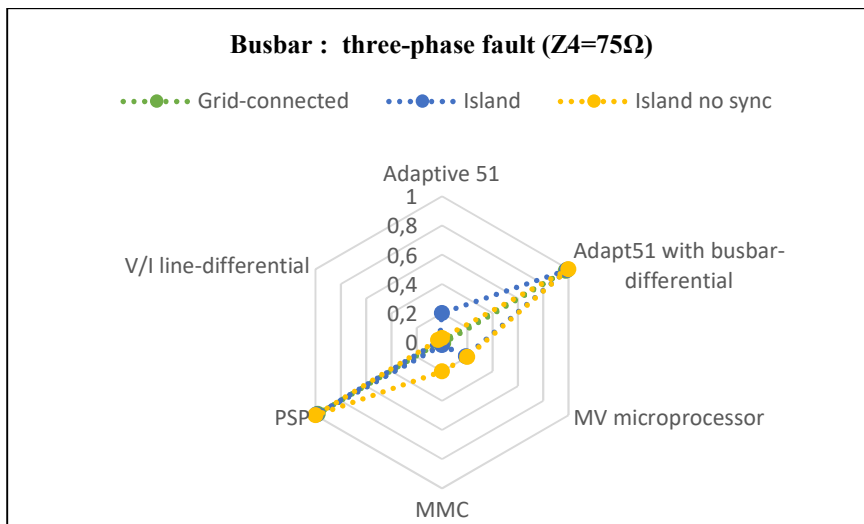 Busbar : three-phase fault (Z4=75Ω)
Grid-connected
Island
Island no sync
Adaptive 51
1
0,8
0,6
0,4
0,2
0
Adapt51 with busbar-
differential
V/I line-differential
PSP
MV microprocessor
MMC